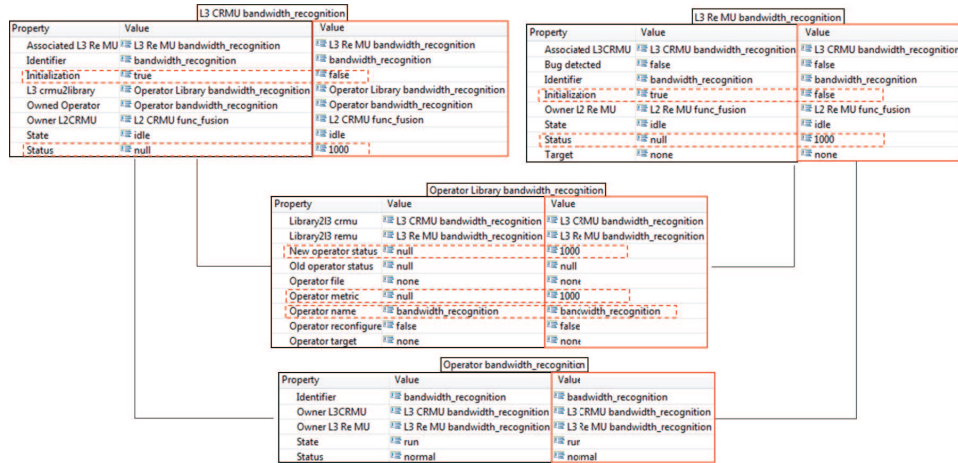 L3 CRMU bandwidth_recognition
Property Value Value
Associated L3 Re MU L3 Re MU bandwidth_recognition L3 Re MU bandwidth_recognition
Identifier bandwidth_recognition bandwidth_recognition
Initialization true false
L3 crmu2library Operator Library bandwidth_recognition Operator Library bandwidth_recognition
Owned Operator Operator bandwidth_recognition Operator bandwidth_recognition
Owner L2CRMU L2 CRMU func_fusion L2 CRMU func_fusion
State idle idle
Status null 1000
L3 Re MU bandwidth_recognition
Property Value Value
Associated L3CRMU L3 CRMU bandwidth_recognition L3 CRMU bandwidth_recognition
Bug detected false false
Identifier bandwidth_recognition bandwidth_recognition
Initialization true false
Owner L2 Re MU L2 Re MU func_fusion L2 Re MU func_fusion
State idle idle
Status null 1000
Target none none
Operator Library bandwidth_recognition
Property Value Value
Library2l3 crmu L3 CRMU bandwidth_recognition L3 CRMU bandwidth_recognition
Library2l3 remu L3 Re MU bandwidth_recognition L3 Re MU bandwidth_recognition
New operator status null 1000
Old operator status null null
Operator file none none
Operator metric null 1000
Operator name bandwidth_recognition bandwidth_recognition
Operator reconfigure false false
Operator target none none
Operator bandwidth_recognition
Property Value Value
Identifier bandwidth_recognition bandwidth_recognition
Owner L3CRMU L3 CRMU bandwidth_recognition L3 CRMU bandwidth_recognition
Owner L3 Re MU L3 Re MU bandwidth_recognition L3 Re MU bandwidth_recognition
State run run
Status normal normal